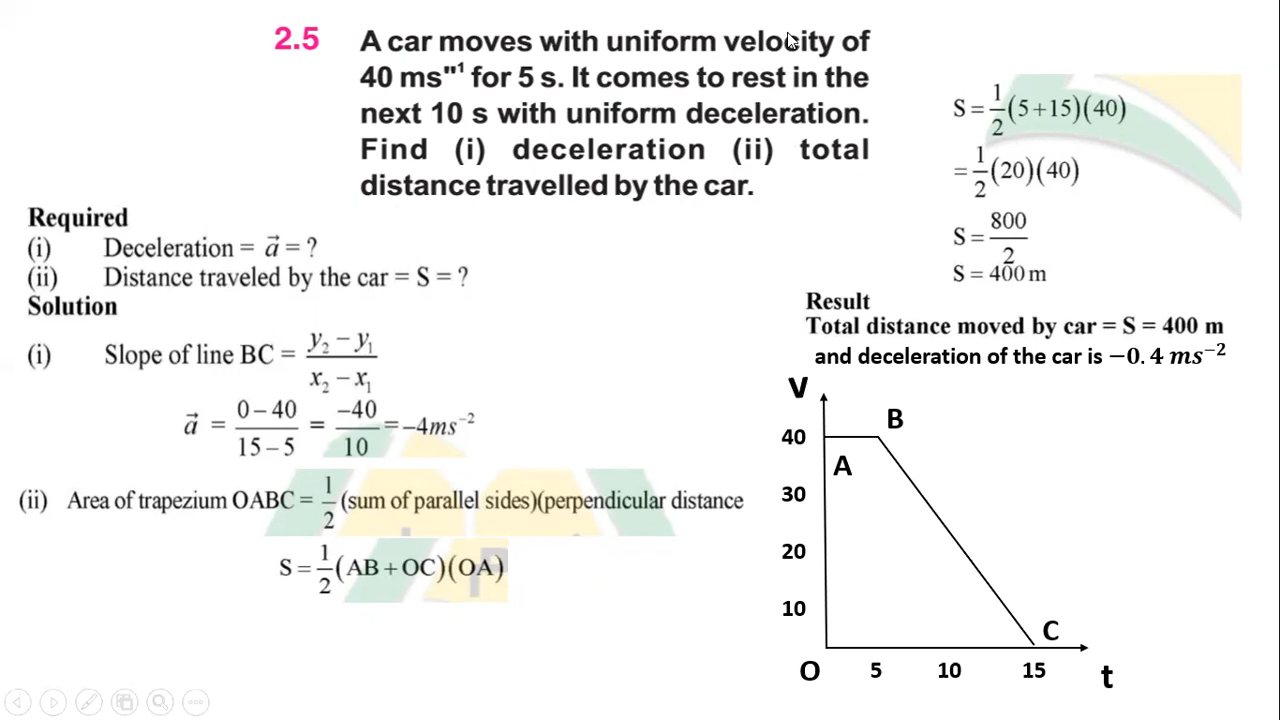 2.5 A car moves with uniform velocity of
40 ms"¹ for 5 s. It comes to rest in the
next 10 s with uniform deceleration.
Find (i) deceleration (ii) total
distance travelled by the car.
Required
(i) Deceleration = a⃗ = ?
(ii) Distance traveled by the car = S = ?
Solution
(i) Slope of line BC = (y₂ − y₁)/(x₂ − x₁)
a⃗ = (0 − 40)/(15 − 5) = −40/10 = −4ms⁻²
(ii) Area of trapezium OABC = 1/2 (sum of parallel sides)(perpendicular distance
S = 1/2 (AB + OC)(OA)
S = 1/2 (5+15)(40)
= 1/2 (20)(40)
S = 800/2
S = 400 m
Result
Total distance moved by car = S = 400 m
and deceleration of the car is −0.4 ms⁻²
V
40
30
20
10
A
B
C
O 5 10 15 t